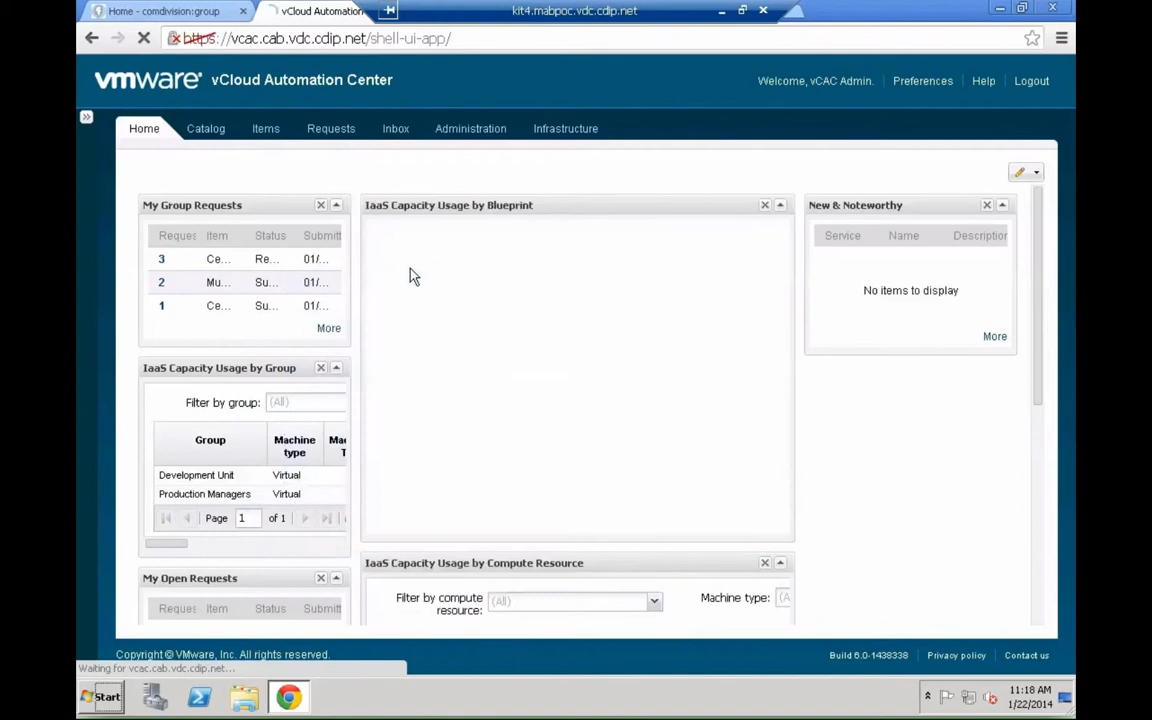 Home - comdivision:group
vCloud Automation
kit4.mabpoc.vdc.cdip.net
https://vcac.cab.vdc.cdip.net/shell-ui-app/
vmware vCloud Automation Center
Welcome, vCAC Admin. Preferences Help Logout
Home Catalog Items Requests Inbox Administration Infrastructure
My Group Requests
Reques Item Status Submitt
3 Ce... Re... 01/...
2 Mu... Su... 01/...
1 Ce... Su... 01/...
More
IaaS Capacity Usage by Group
Filter by group: (All)
Group Machine type Mac T
Development Unit Virtual
Production Managers Virtual
Page 1 of 1
My Open Requests
Reques Item Status Submitt
IaaS Capacity Usage by Blueprint
IaaS Capacity Usage by Compute Resource
Filter by compute resource: (All) Machine type: (A
New & Noteworthy
Service Name Description
No items to display
More
Copyright © VMware, Inc. All rights reserved.
Build 6.0-1438338 Privacy policy Contact us
Waiting for vcac.cab.vdc.cdip.net...
Start
11:18 AM
1/22/2014